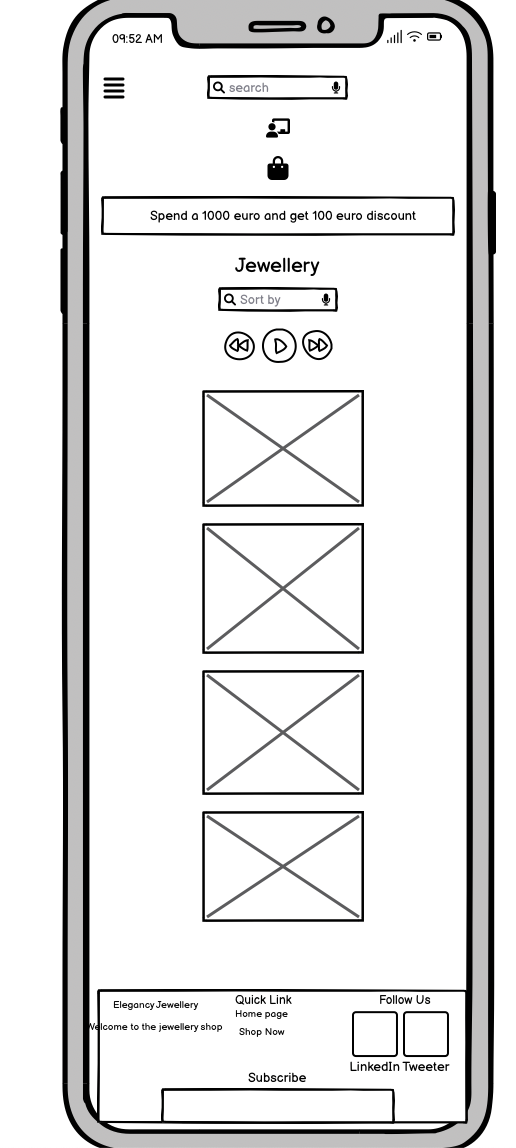 09:52 AM
search
Spend a 1000 euro and get 100 euro discount
Jewellery
Sort by
Elegancy Jewellery
Welcome to the jewellery shop
Quick Link
Home page
Shop Now
Follow Us
LinkedIn Tweeter
Subscribe